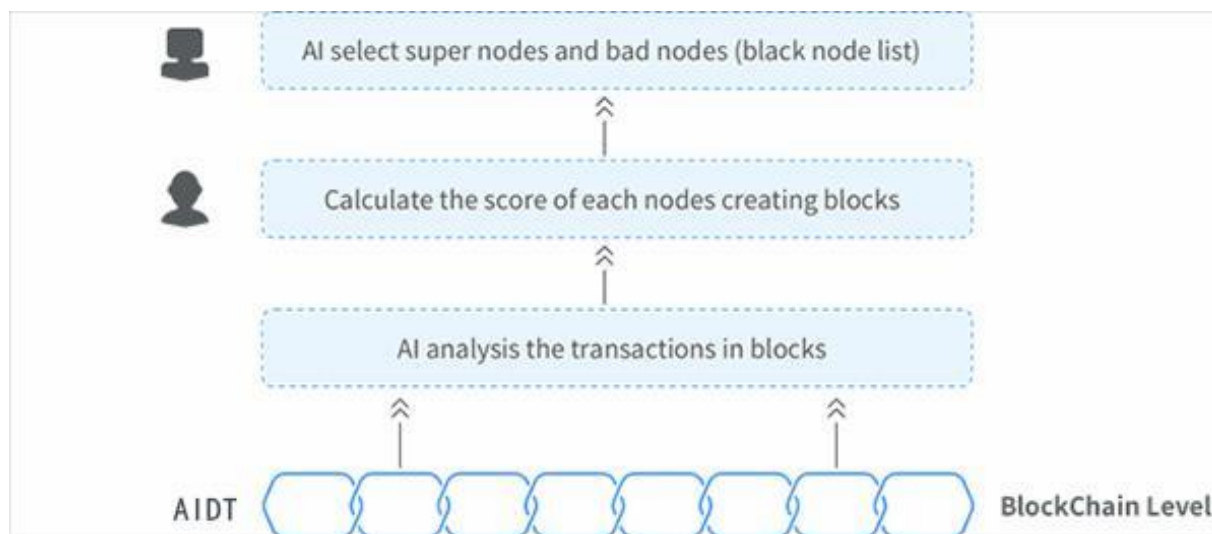 AI select super nodes and bad nodes (black node list)
Calculate the score of each nodes creating blocks
AI analysis the transactions in blocks
AIDT
BlockChain Level